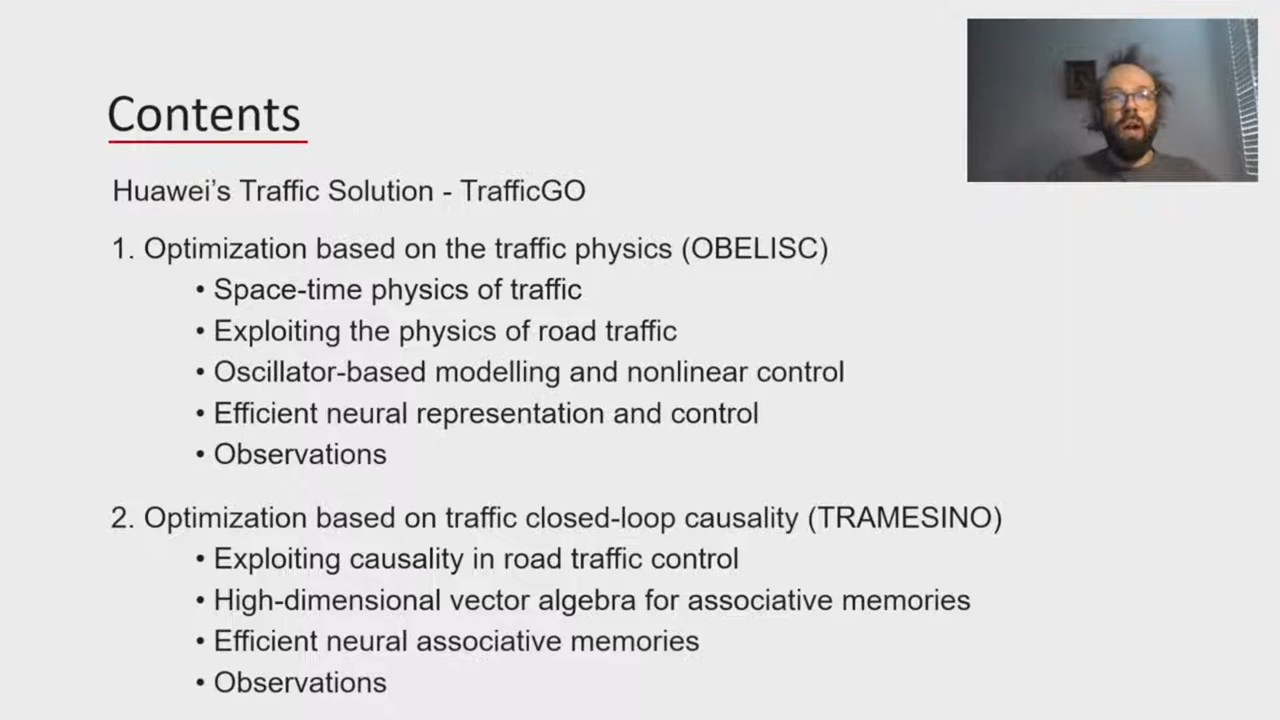 Contents
Huawei's Traffic Solution - TrafficGO
1. Optimization based on the traffic physics (OBELISC)
• Space-time physics of traffic
• Exploiting the physics of road traffic
• Oscillator-based modelling and nonlinear control
• Efficient neural representation and control
• Observations
2. Optimization based on traffic closed-loop causality (TRAMESINO)
• Exploiting causality in road traffic control
• High-dimensional vector algebra for associative memories
• Efficient neural associative memories
• Observations